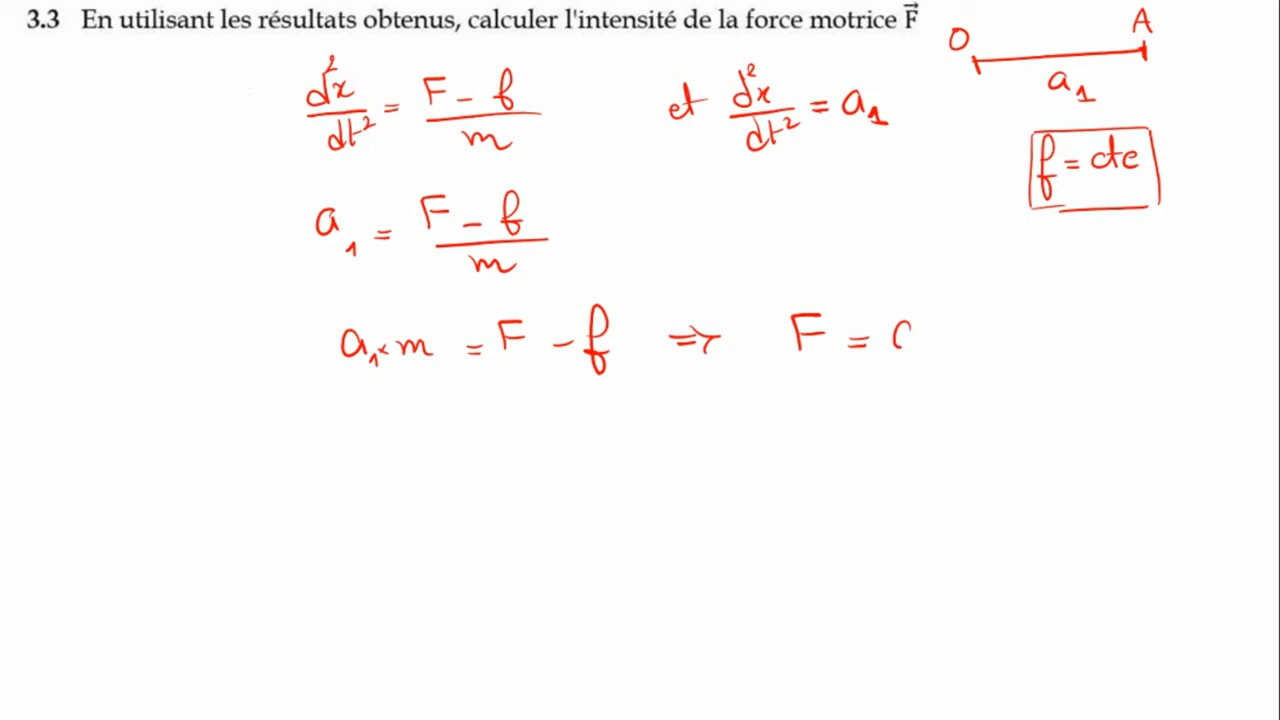 3.3 En utilisant les résultats obtenus, calculer l'intensité de la force motrice F⃗
O A
a₁
d²x/dt² = F - f/m et d²x/dt² = a₁
f = cte
a₁ = F - f/m
a₁ × m = F - f ⇒ F =